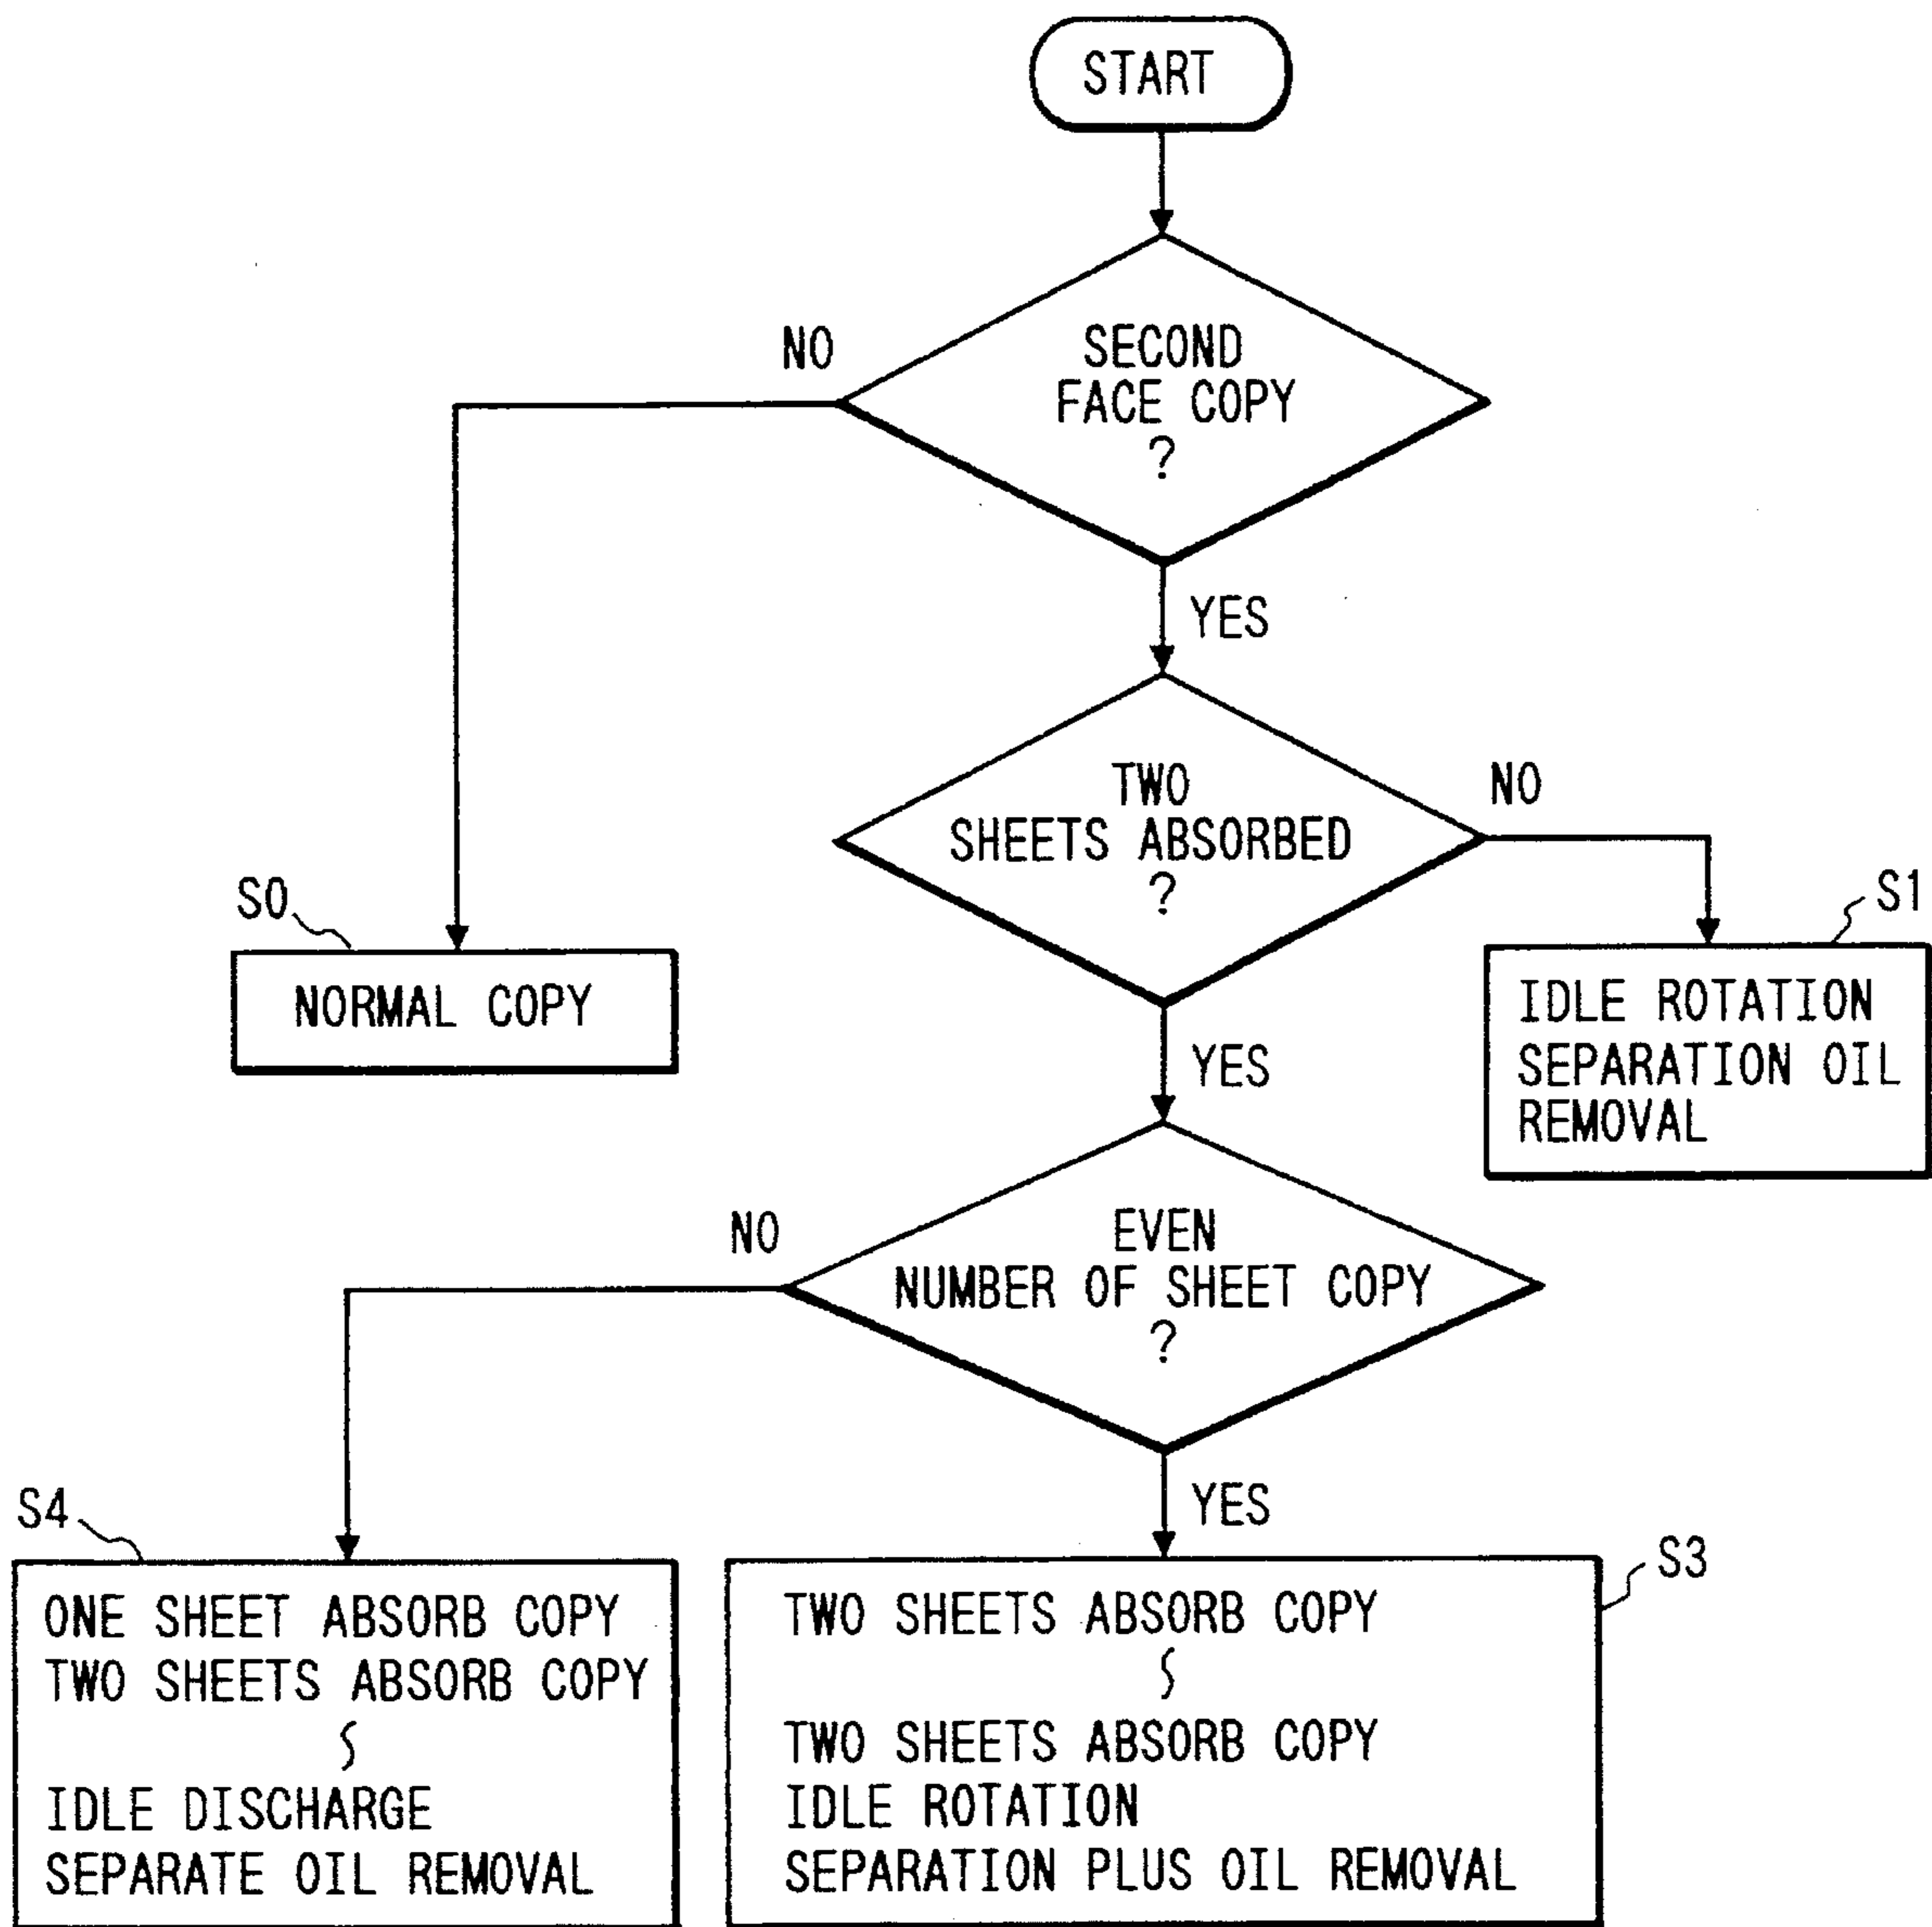 START
NO
SECOND
FACE COPY
?
YES
TWO
SHEETS ABSORBED
?
NO
S0
NORMAL COPY
S1
IDLE ROTATION
SEPARATION OIL
REMOVAL
YES
EVEN
NUMBER OF SHEET COPY
?
NO
YES
S4
ONE SHEET ABSORB COPY
TWO SHEETS ABSORB COPY
IDLE DISCHARGE
SEPARATE OIL REMOVAL
S3
TWO SHEETS ABSORB COPY
TWO SHEETS ABSORB COPY
IDLE ROTATION
SEPARATION PLUS OIL REMOVAL